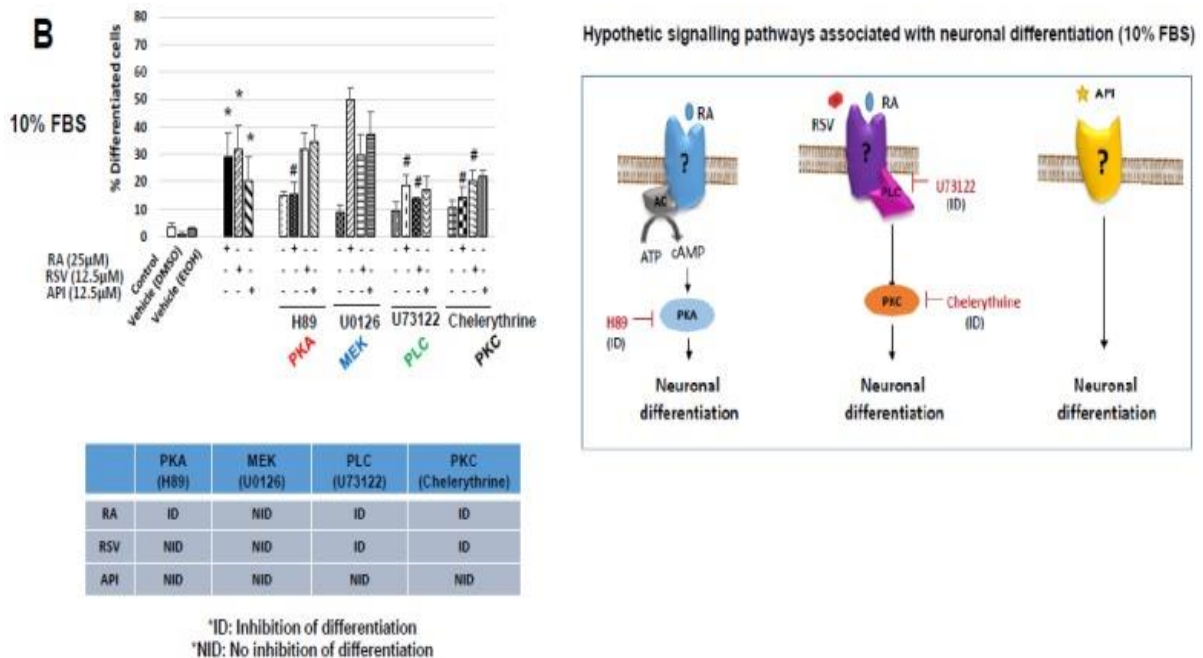 B
10% FBS
% Differentiated cells
80
70
60
50
40
30
20
10
0
* * *
# # # # #
RA (25µM) + - - - + - - - + - - - + - - - + - -
RSV (12.5µM) - + - - - + - - - + - - - + - - - + -
API (12.5µM) - - + - - - + - - - + - - - + - - - +
Control
Vehicle (DMSO)
Vehicle (EtOH)
H89 U0126 U73122 Chelerythrine
PKA MEK PLC PKC
PKA MEK PLC PKC
(H89) (U0126) (U73122) (Chelerythrine)
RA ID NID ID ID
RSV NID NID ID ID
API NID NID NID NID
*ID: Inhibition of differentiation
*NID: No inhibition of differentiation
Hypothetic signalling pathways associated with neuronal differentiation (10% FBS)
RA
?
AC
ATP cAMP
H89
(ID)
PKA
Neuronal
differentiation
RSV
RA
?
PLC
U73122
(ID)
PKC
Chelerythrine
(ID)
Neuronal
differentiation
API
?
Neuronal
differentiation